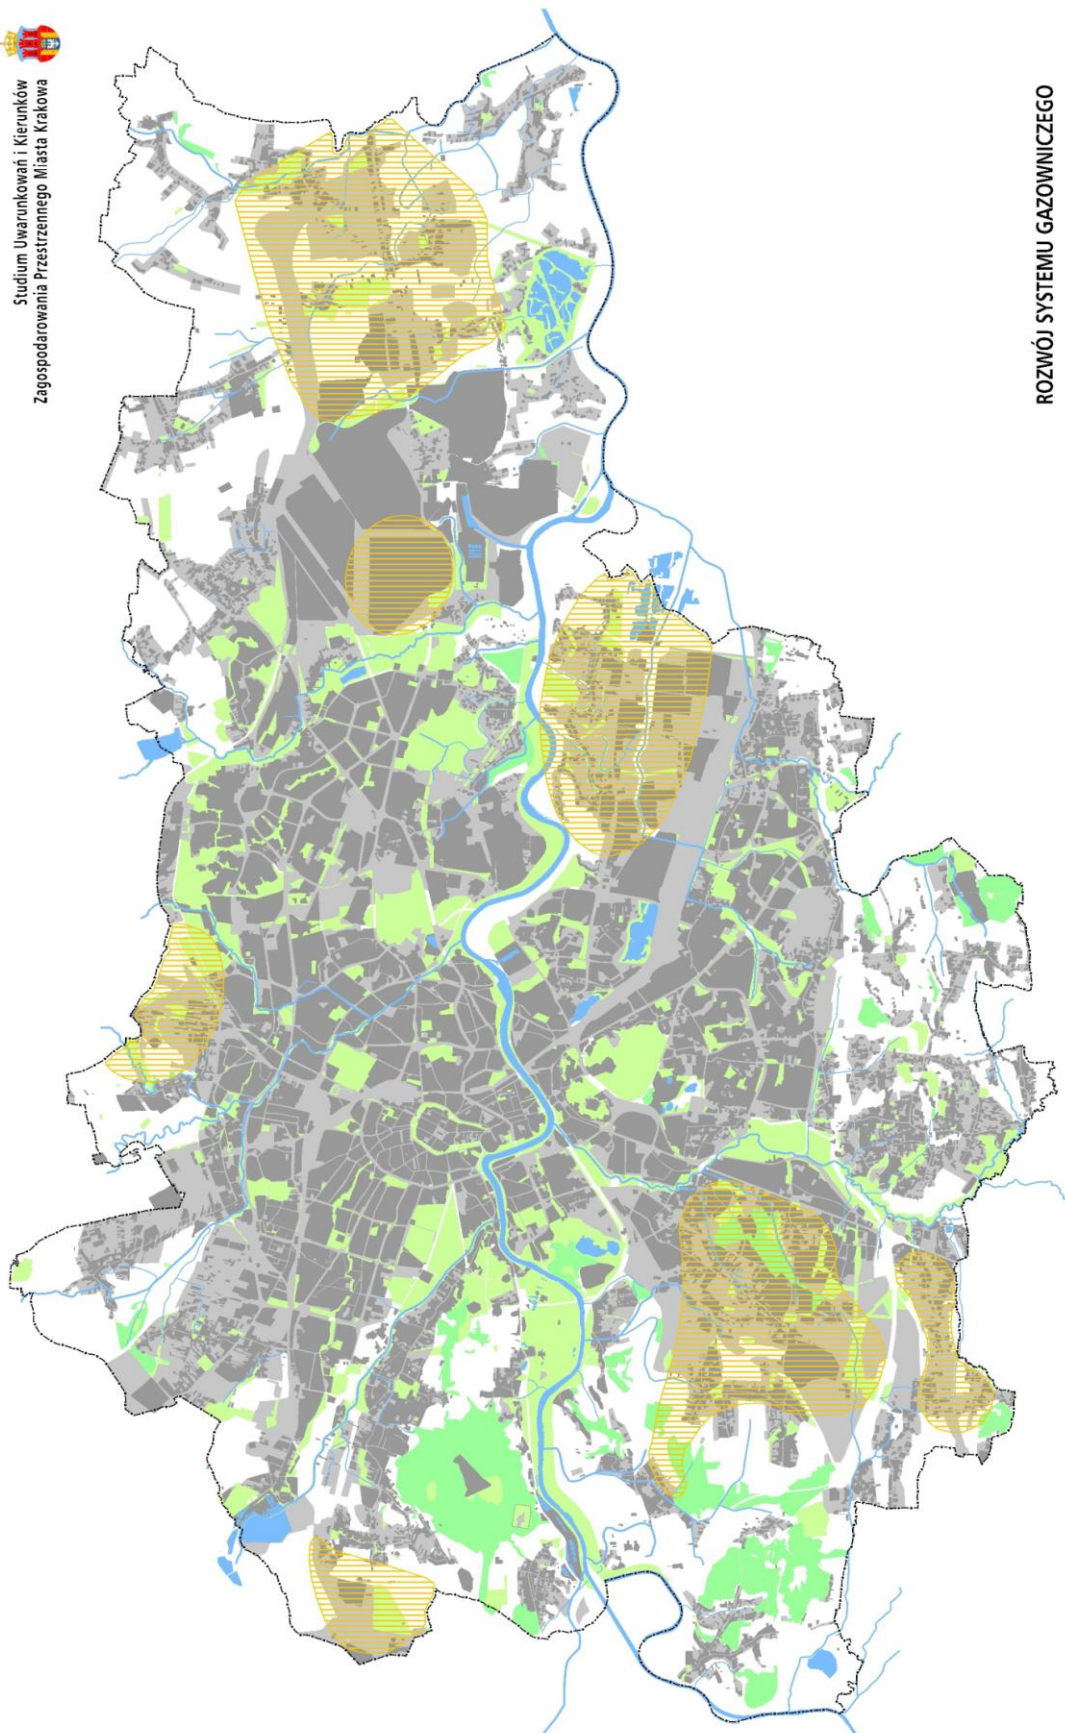 Studium Uwarunkowań i Kierunków
Zagospodarowania Przestrzennego Miasta Krakowa
ROZWÓJ SYSTEMU GAZOWNICZEGO